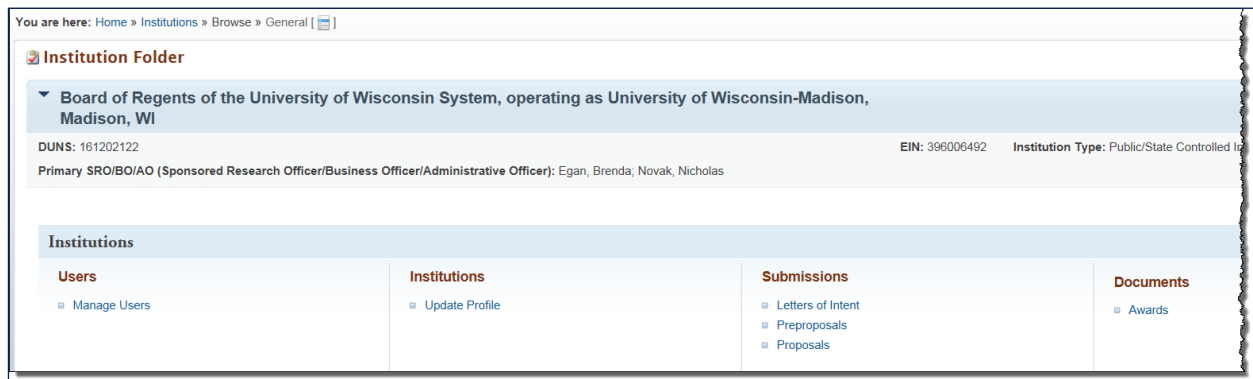 You are here: Home » Institutions » Browse » General [ ]
Institution Folder
Board of Regents of the University of Wisconsin System, operating as University of Wisconsin-Madison,
Madison, WI
DUNS: 161202122 EIN: 396006492 Institution Type: Public/State Controlled
Primary SRO/BO/AO (Sponsored Research Officer/Business Officer/Administrative Officer): Egan, Brenda; Novak, Nicholas
Institutions
Users Institutions Submissions Documents
Manage Users Update Profile Letters of Intent Awards
Preproposals
Proposals